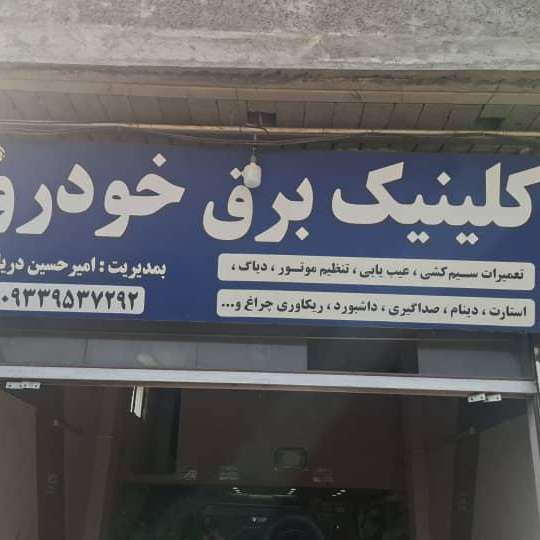 کلینیک برق خودرو
تعمیرات سیم‌کشی ، عیب یابی ، تنظیم موتور ، دیاگ ،
استارت ، دینام ، صداگیری ، داشبورد ، ریکاوری چراغ و...
بمدیریت : امیرحسین
۰۹۳۳۹۵۳۷۲۹۲